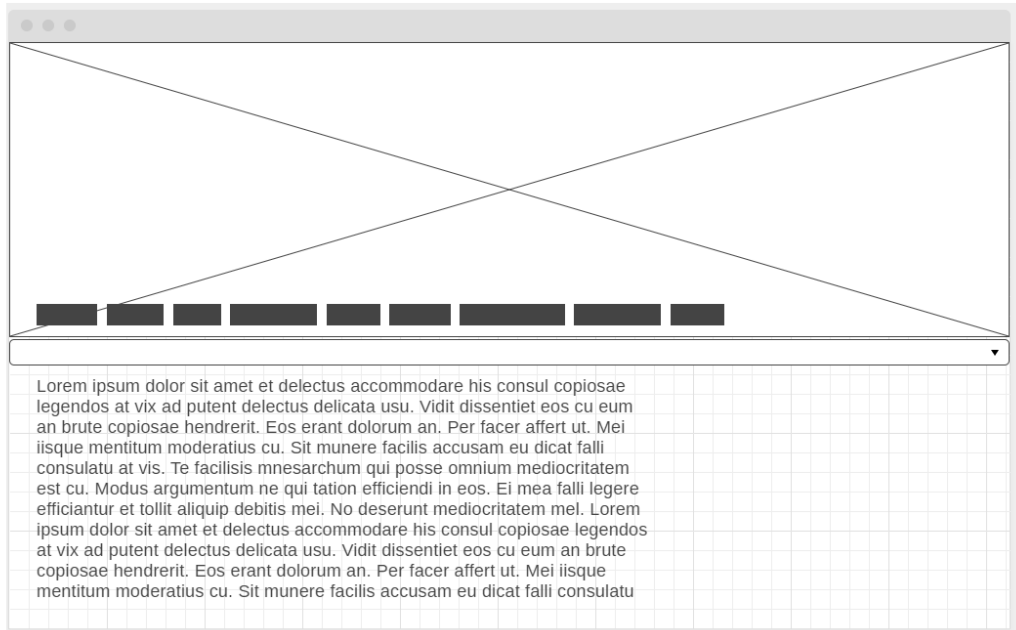 Lorem ipsum dolor sit amet et delectus accommodare his consul copiosae
legendos at vix ad putent delectus delicata usu. Vidit dissentiet eos cu eum
an brute copiosae hendrerit. Eos erant dolorum an. Per facer affert ut. Mei
iisque mentitum moderatius cu. Sit munere facilis accusam eu dicat falli
consulatu at vis. Te facilisis mnesarchum qui posse omnium mediocritatem
est cu. Modus argumentum ne qui tation efficiendi in eos. Ei mea falli legere
efficiantur et tollit aliquip debitis mei. No deserunt mediocritatem mel. Lorem
ipsum dolor sit amet et delectus accommodare his consul copiosae legendos
at vix ad putent delectus delicata usu. Vidit dissentiet eos cu eum an brute
copiosae hendrerit. Eos erant dolorum an. Per facer affert ut. Mei iisque
mentitum moderatius cu. Sit munere facilis accusam eu dicat falli consulatu